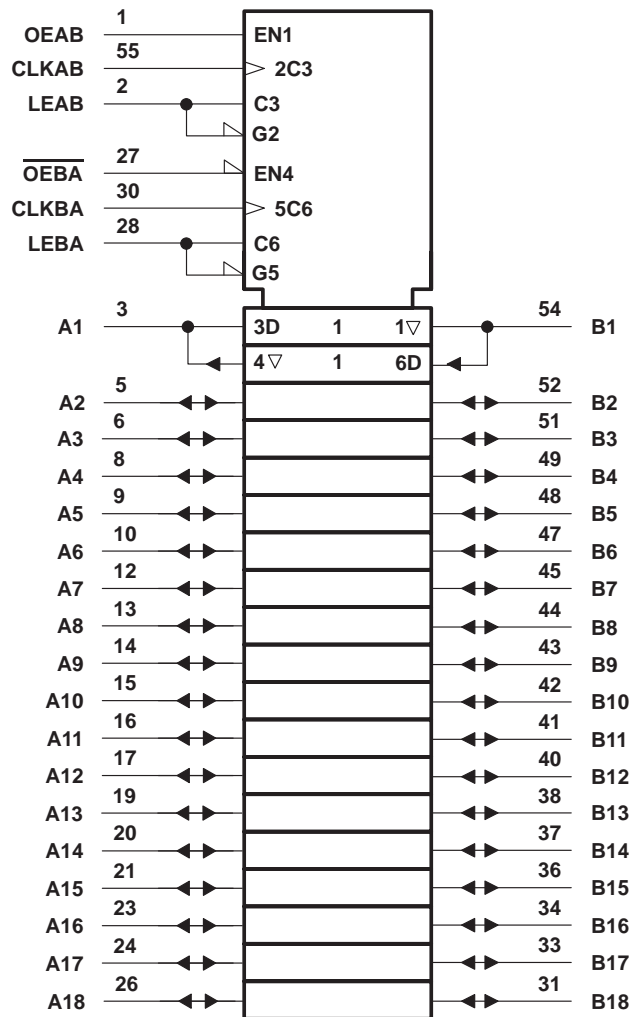 1
OEAB EN1
55
CLKAB 2C3
2
LEAB C3
G2
27
OEBA EN4
30
CLKBA 5C6
28
LEBA C6
G5
3 54
A1 3D 1 1▽ B1
4▽ 1 6D
5 52
A2 B2
6 51
A3 B3
8 49
A4 B4
9 48
A5 B5
10 47
A6 B6
12 45
A7 B7
13 44
A8 B8
14 43
A9 B9
15 42
A10 B10
16 41
A11 B11
17 40
A12 B12
19 38
A13 B13
20 37
A14 B14
21 36
A15 B15
23 34
A16 B16
24 33
A17 B17
26 31
A18 B18